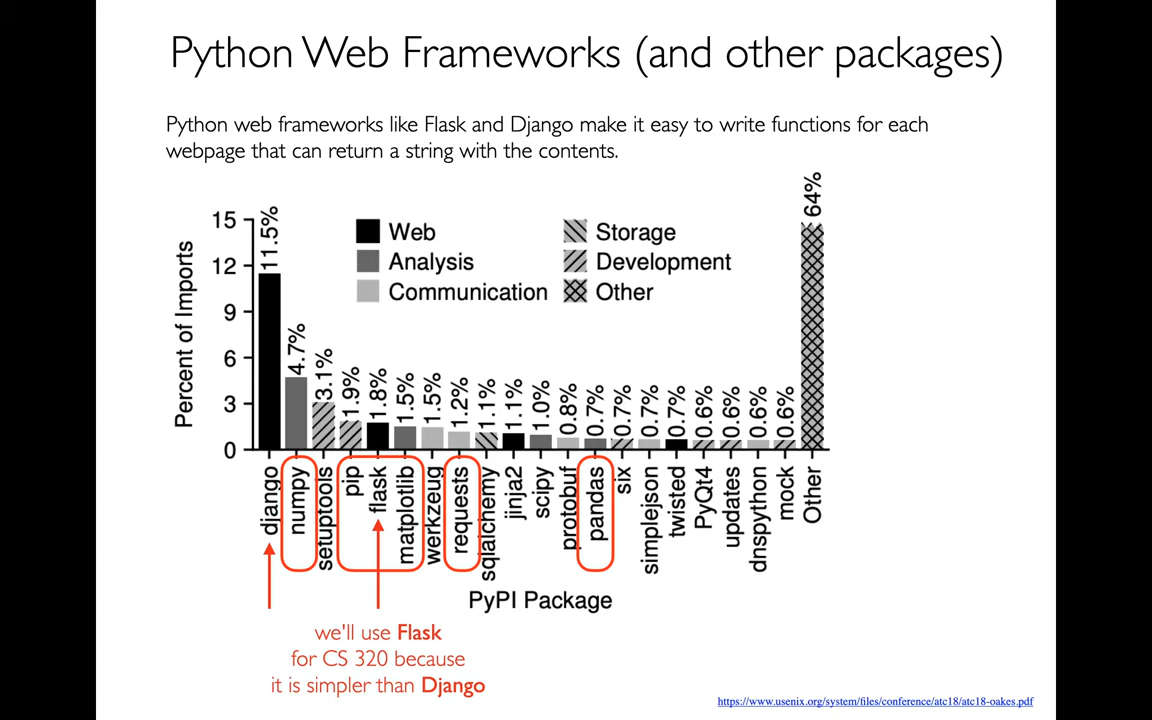 Python Web Frameworks (and other packages)
Python web frameworks like Flask and Django make it easy to write functions for each
webpage that can return a string with the contents.
Percent of Imports
15
12
9
6
3
0
Web
Analysis
Communication
Storage
Development
Other
11.5%
4.7%
3.1%
1.9%
1.8%
1.5%
1.5%
1.2%
1.1%
1.1%
1.0%
0.8%
0.7%
0.7%
0.7%
0.7%
0.6%
0.6%
0.6%
0.6%
64%
django
numpy
setuptools
pip
flask
matplotlib
werkzeug
requests
sqlalchemy
jinja2
scipy
protobuf
pandas
six
simplejson
twisted
PyQt4
updates
dnspython
mock
Other
PyPI Package
we'll use Flask
for CS 320 because
it is simpler than Django
https://www.usenix.org/system/files/conference/atc18/atc18-oakes.pdf